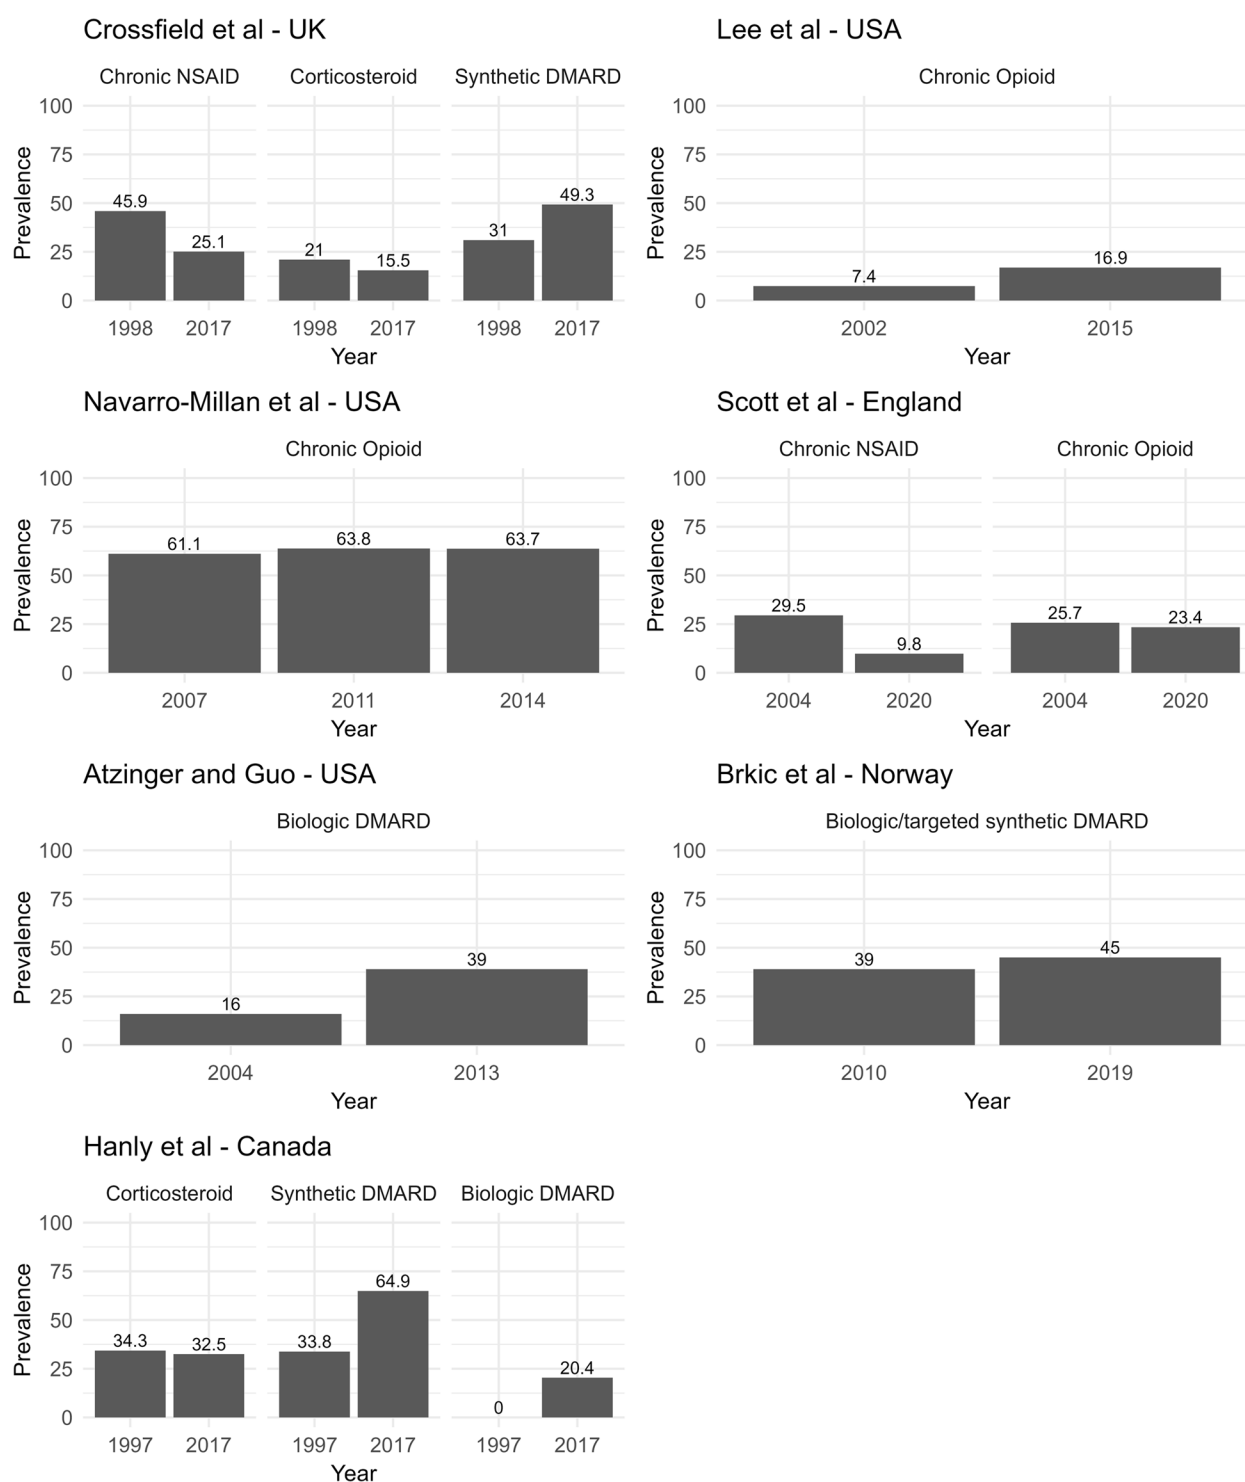 Crossfield et al - UK
Chronic NSAID Corticosteroid Synthetic DMARD
100
75
50
25
0
Prevalence
45.9 25.1 21 15.5 31 49.3
1998 2017 1998 2017 1998 2017
Year
Lee et al - USA
Chronic Opioid
100
75
50
25
0
Prevalence
7.4 16.9
2002 2015
Year
Navarro-Millan et al - USA
Chronic Opioid
100
75
50
25
0
Prevalence
61.1 63.8 63.7
2007 2011 2014
Year
Scott et al - England
Chronic NSAID Chronic Opioid
100
75
50
25
0
Prevalence
29.5 9.8 25.7 23.4
2004 2020 2004 2020
Year
Atzinger and Guo - USA
Biologic DMARD
100
75
50
25
0
Prevalence
16 39
2004 2013
Year
Brkic et al - Norway
Biologic/targeted synthetic DMARD
100
75
50
25
0
Prevalence
39 45
2010 2019
Year
Hanly et al - Canada
Corticosteroid Synthetic DMARD Biologic DMARD
100
75
50
25
0
Prevalence
34.3 32.5 33.8 64.9 0 20.4
1997 2017 1997 2017 1997 2017
Year